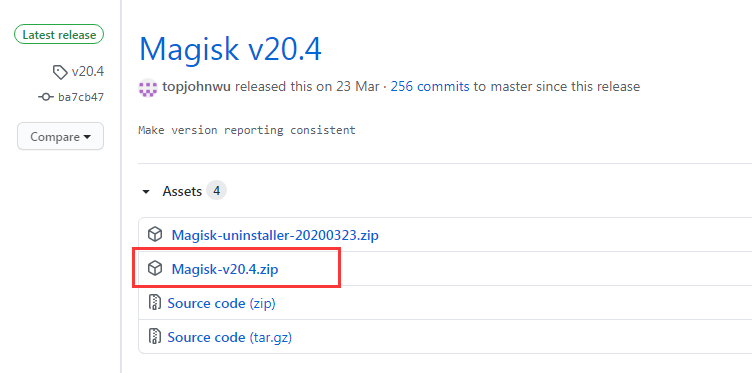 Latest release
v20.4
ba7cb47
Compare
Magisk v20.4
topjohnwu released this on 23 Mar · 256 commits to master since this release
Make version reporting consistent
Assets 4
Magisk-uninstaller-20200323.zip
Magisk-v20.4.zip
Source code (zip)
Source code (tar.gz)